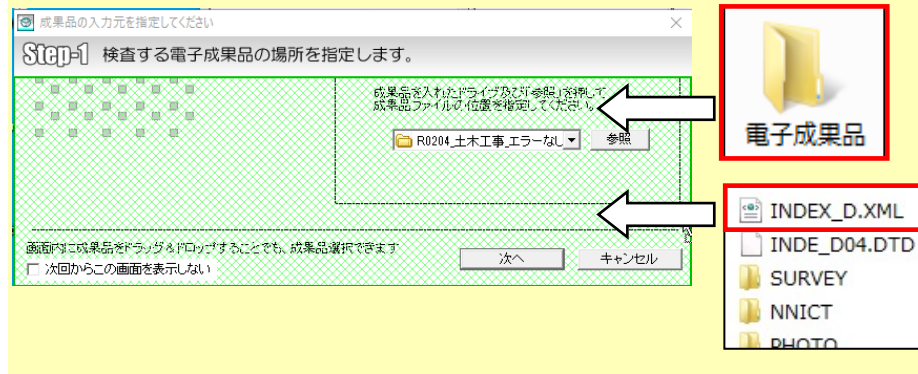 成果品の入力元を指定してください
Step-1 検査する電子成果品の場所を指定します。
成果品を入れたドライブ及び「参照」を押して
成果品ファイルの位置を指定してください。
R0204_土木工事_エラーなし
参照
画面内に成果品をドラッグ&ドロップすることでも、成果品選択できます
次回からこの画面を表示しない
次へ
キャンセル
電子成果品
INDEX_D.XML
INDE_D04.DTD
SURVEY
NNICT
PHOTO